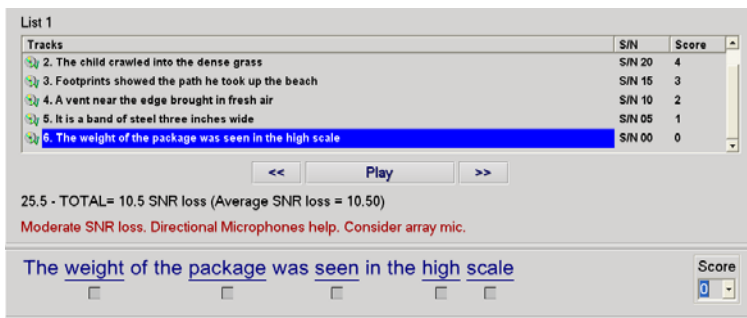 List 1
Tracks S/N Score
2. The child crawled into the dense grass S/N 20 4
3. Footprints showed the path he took up the beach S/N 15 3
4. A vent near the edge brought in fresh air S/N 10 2
5. It is a band of steel three inches wide S/N 05 1
6. The weight of the package was seen in the high scale S/N 00 0
<< Play >>
25.5 - TOTAL= 10.5 SNR loss (Average SNR loss = 10.50)
Moderate SNR loss. Directional Microphones help. Consider array mic.
The weight of the package was seen in the high scale
Score
0